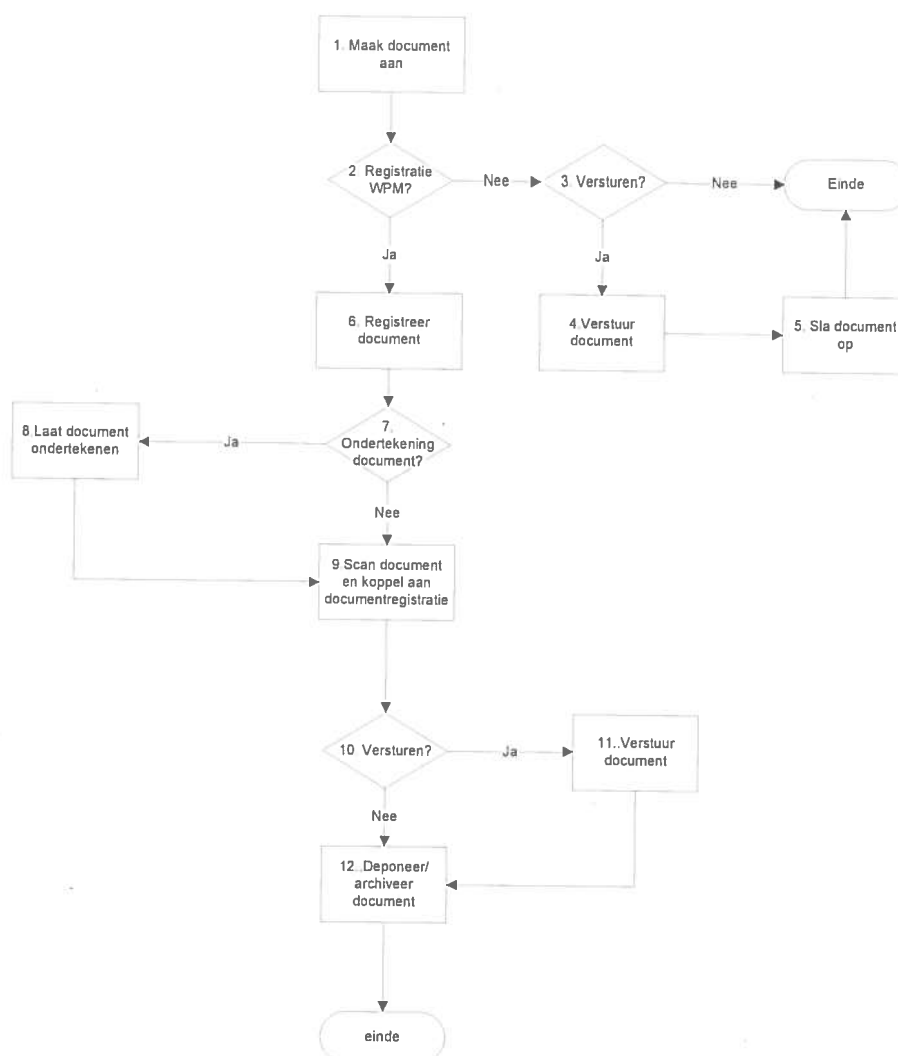 1. Maak document
aan
2 Registratie
WPM?
Nee
3. Versturen?
Nee
Einde
Ja
Ja
6. Registreer
document
4.Verstuur
document
5. Sla document
op
8.Laat document
ondertekenen
Ja
7.
Ondertekening
document?
Nee
9 Scan document
en koppel aan
documentregistratie
10 Versturen?
Ja
11..Verstuur
document
Nee
12..Deponeer/
archiveer
document
einde